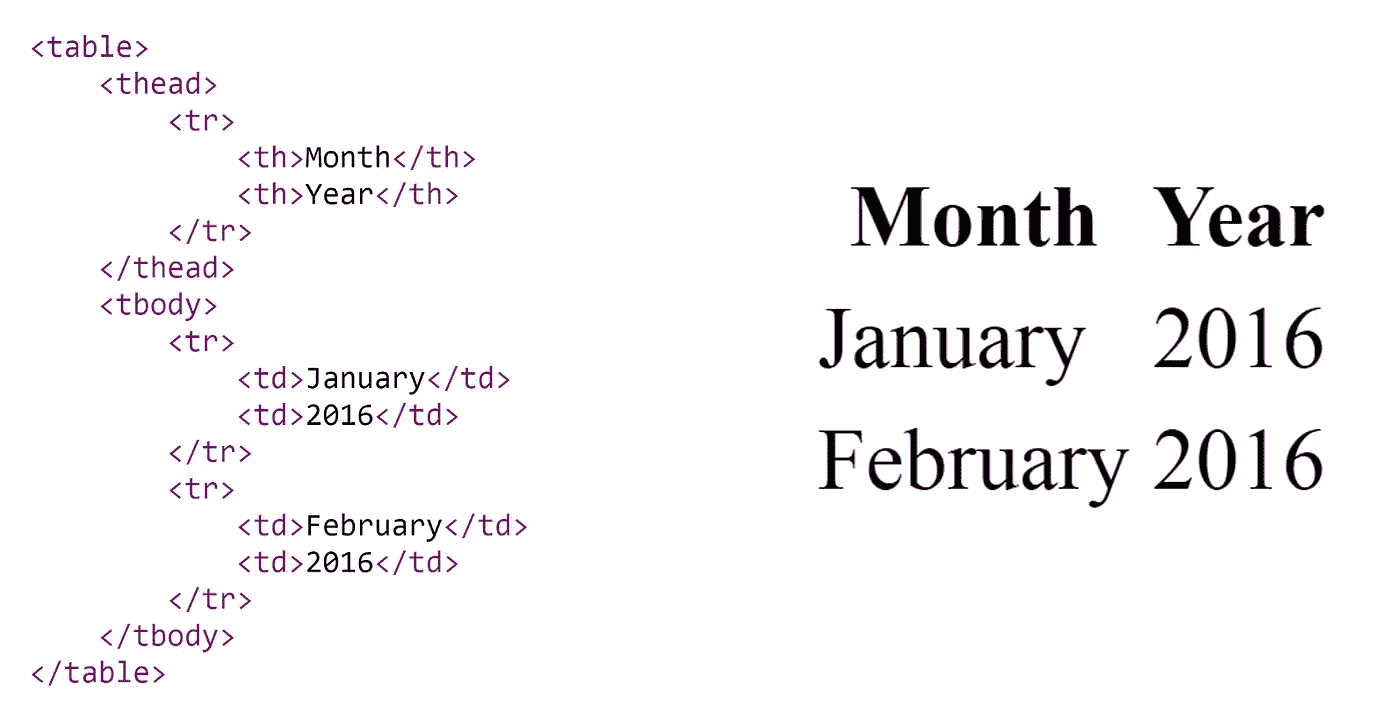 <table>
    <thead>
        <tr>
            <th>Month</th>
            <th>Year</th>
        </tr>
    </thead>
    <tbody>
        <tr>
            <td>January</td>
            <td>2016</td>
        </tr>
        <tr>
            <td>February</td>
            <td>2016</td>
        </tr>
    </tbody>
</table>
Month Year
January 2016
February 2016